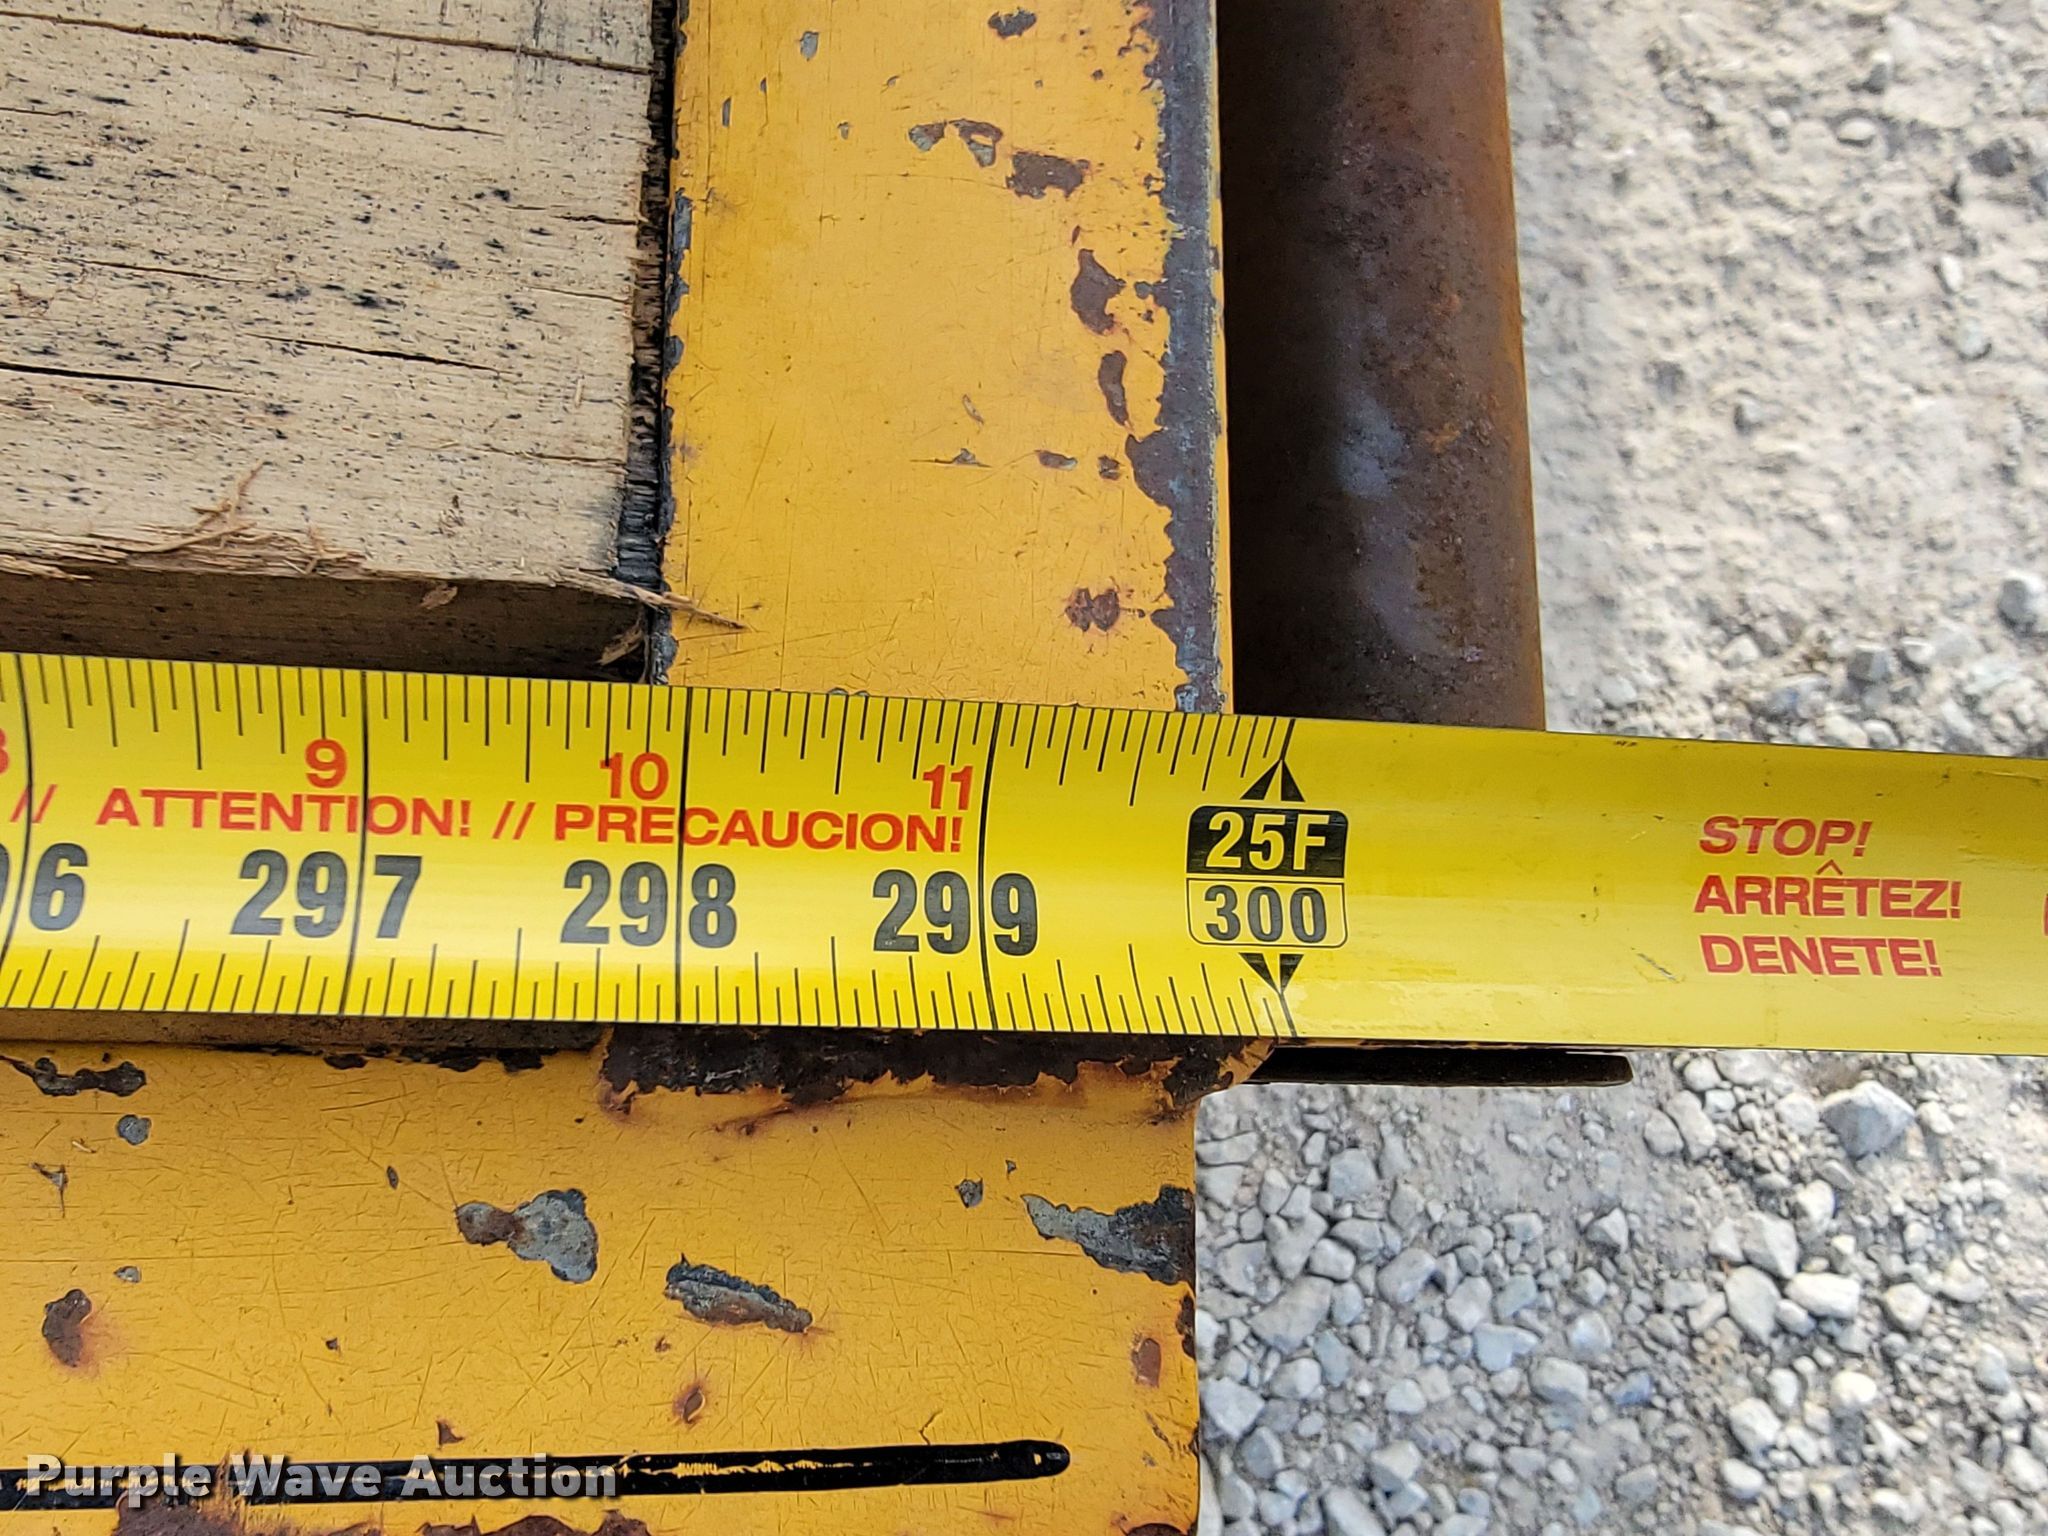 9 10 11
// ATTENTION! // PRECAUCION!
297 298 299
25F
300
STOP!
ARRÊTEZ!
DENETE!
Purple Wave Auction